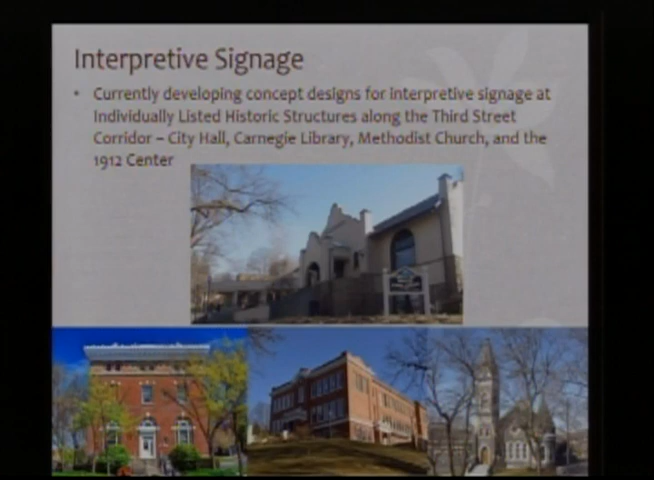 Interpretive Signage
• Currently developing concept designs for interpretive signage at
Individually Listed Historic Structures along the Third Street
Corridor – City Hall, Carnegie Library, Methodist Church, and the
1912 Center